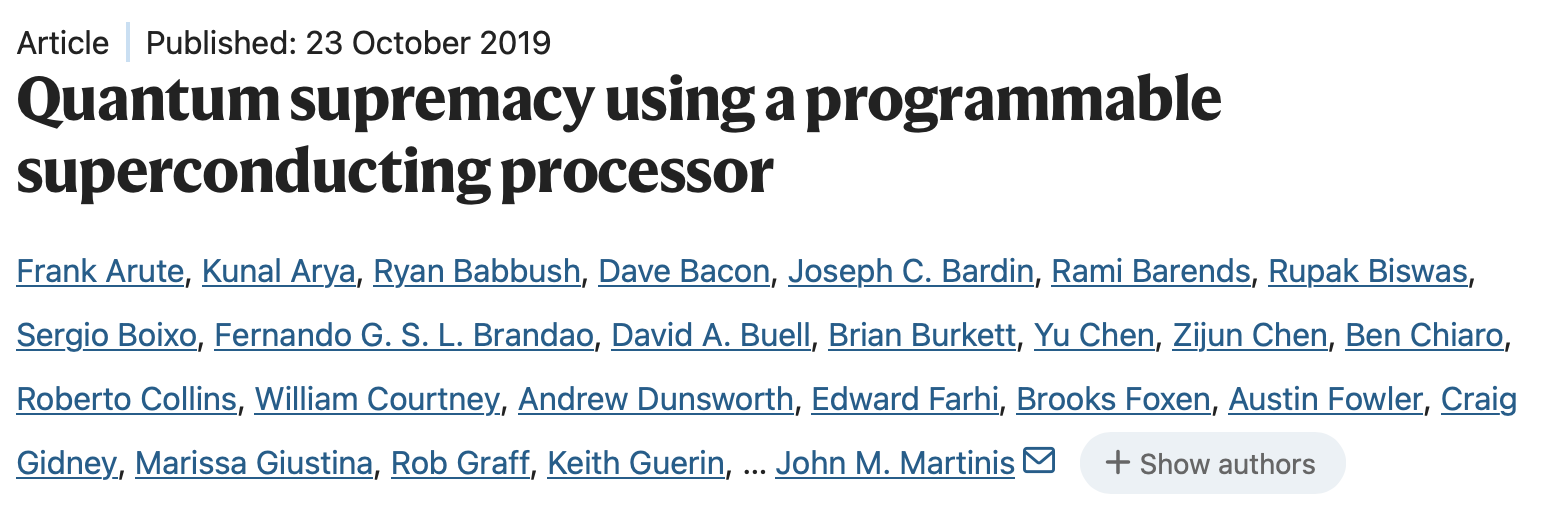 Article | Published: 23 October 2019
Quantum supremacy using a programmable
superconducting processor
Frank Arute, Kunal Arya, Ryan Babbush, Dave Bacon, Joseph C. Bardin, Rami Barends, Rupak Biswas,
Sergio Boixo, Fernando G. S. L. Brandao, David A. Buell, Brian Burkett, Yu Chen, Zijun Chen, Ben Chiaro,
Roberto Collins, William Courtney, Andrew Dunsworth, Edward Farhi, Brooks Foxen, Austin Fowler, Craig
Gidney, Marissa Giustina, Rob Graff, Keith Guerin, ... John M. Martinis + Show authors